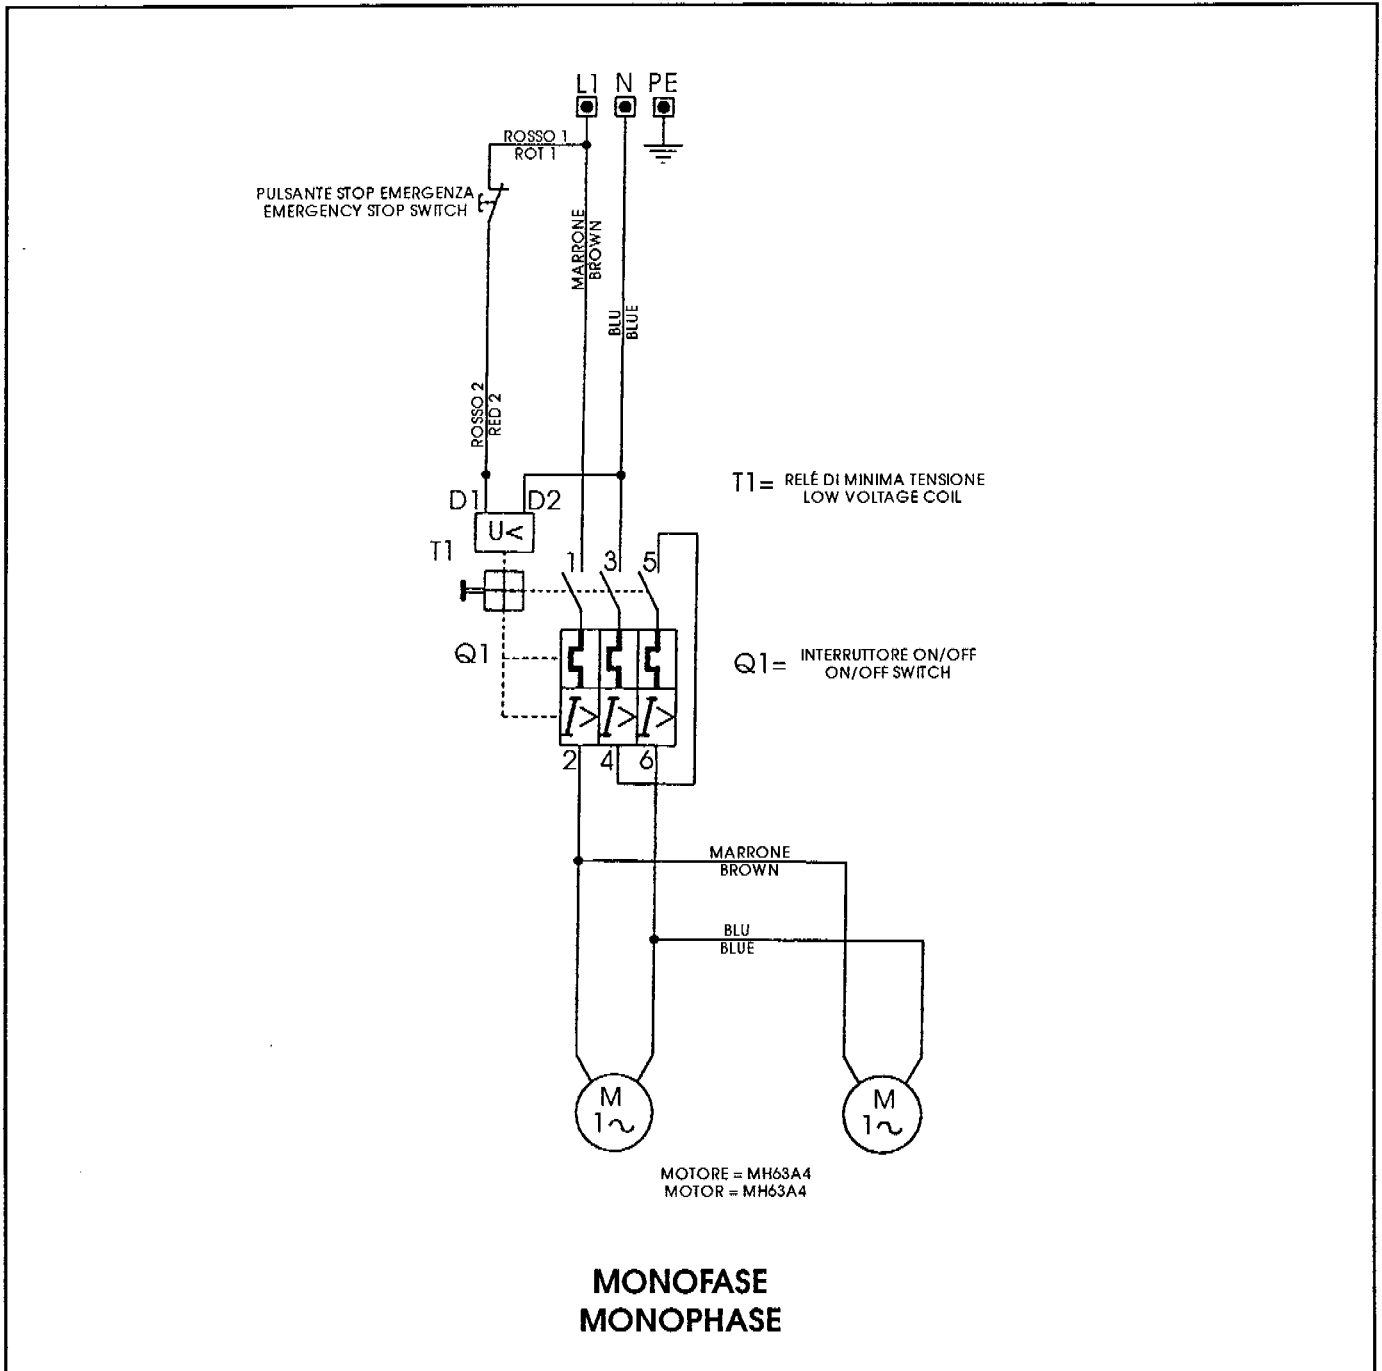 L1 N PE
ROSSO 1
ROT 1
PULSANTE STOP EMERGENZA
EMERGENCY STOP SWITCH
MARRONE
BROWN
BLU
BLUE
ROSSO 2
RED 2
D1 D2
U<
T1
T1= RELÉ DI MINIMA TENSIONE
LOW VOLTAGE COIL
1 3 5
Q1
I> I> I>
Q1= INTERRUTTORE ON/OFF
ON/OFF SWITCH
2 4 6
MARRONE
BROWN
BLU
BLUE
M
1~
M
1~
MOTORE = MH63A4
MOTOR = MH63A4
MONOFASE
MONOPHASE